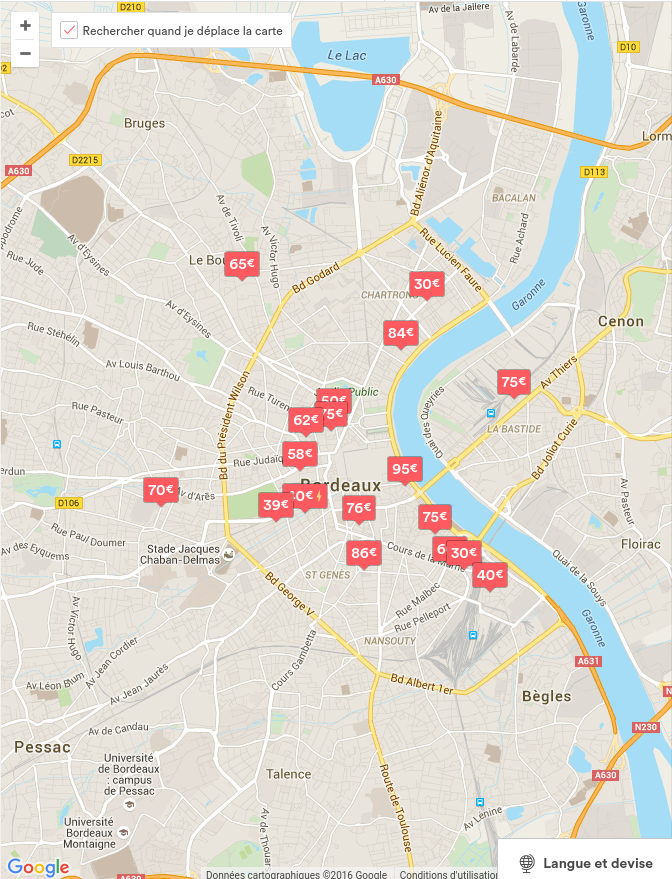 D210
Av de la Jallere
+
Rechercher quand je déplace la carte
−
Av de Labarde
Garonne
D10
Le Lac
A630
Bruges
Lorm
D2215
Bd Aliénor d'Aquitaine
A630
D113
BACALAN
Av de Tivoli
Av Victor Hugo
Rue Achard
Av d'Eysines
Rue Jude
Le Bou
65€
Rue Lucien Faure
Bd Godard
30€
CHARTRONS
Garonne
Av d'Eysines
Cenon
Rue Stéhélin
84€
Av Louis Barthou
Av Thiers
75€
Bd du Président Wilson
Rue Turenne
Public
50€
75€
62€
Rue Pasteur
Quai des Queyries
LA BASTIDE
Bd Joliot Curie
58€
Rue Judaïque
95€
Bordeaux
70€
Av d'Arès
39€
76€
D106
75€
Av Pasteur
Rue Paul Doumer
Av des Eyquems
Stade Jacques
Chaban-Delmas
86€
Cours de la Marne
30€
Floirac
40€
Quai de la Souys
ST GENÈS
Bd George V
Rue Malbec
Rue Pelleport
Av Victor Hugo
Av Jean Cordier
Cours Gambetta
NANSOUTY
Garonne
A631
Av Jean Jaurès
Av Léon Blum
Bd Albert 1er
Bègles
N230
Av de Candau
Pessac
Université
de Bordeaux
: campus
de Pessac
Talence
A630
Route de Toulouse
Université
Bordeaux
Montaigne
Av de Thouars
Av Lénine
Google
A630
Données cartographiques ©2016 Google
Conditions d'utilisation
Langue et devise